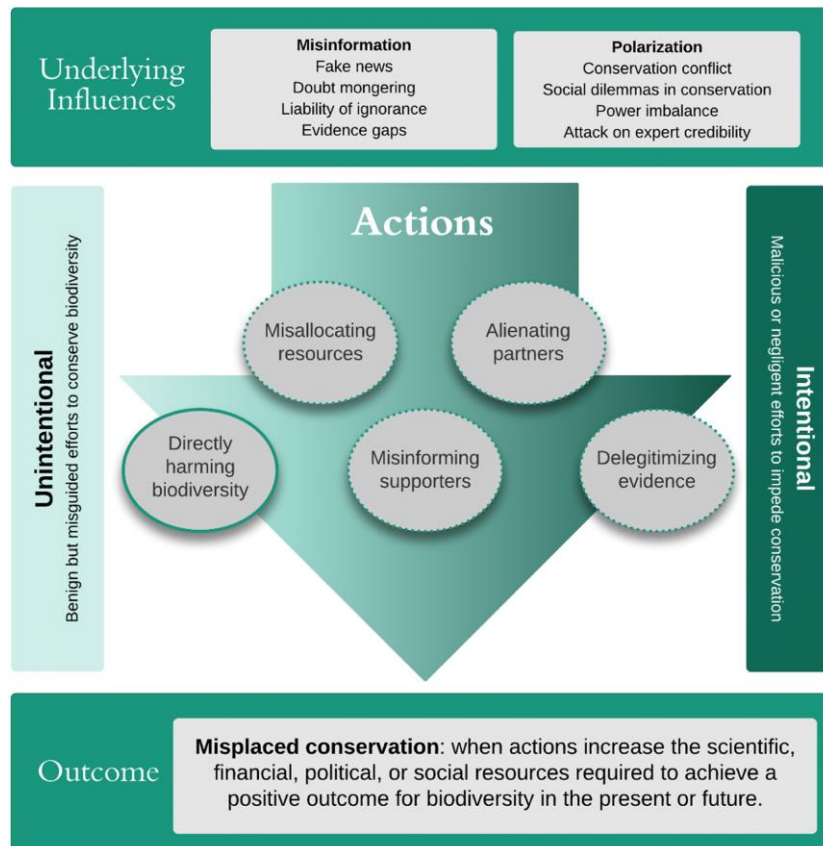 Underlying
Influences
Misinformation
Fake news
Doubt mongering
Liability of ignorance
Evidence gaps
Polarization
Conservation conflict
Social dilemmas in conservation
Power imbalance
Attack on expert credibility
Unintentional
Benign but misguided efforts to conserve biodiversity
Actions
Misallocating
resources
Alienating
partners
Directly
harming
biodiversity
Misinforming
supporters
Delegitimizing
evidence
Intentional
Malicious or negligent efforts to impede conservation
Outcome
Misplaced conservation: when actions increase the scientific,
financial, political, or social resources required to achieve a
positive outcome for biodiversity in the present or future.